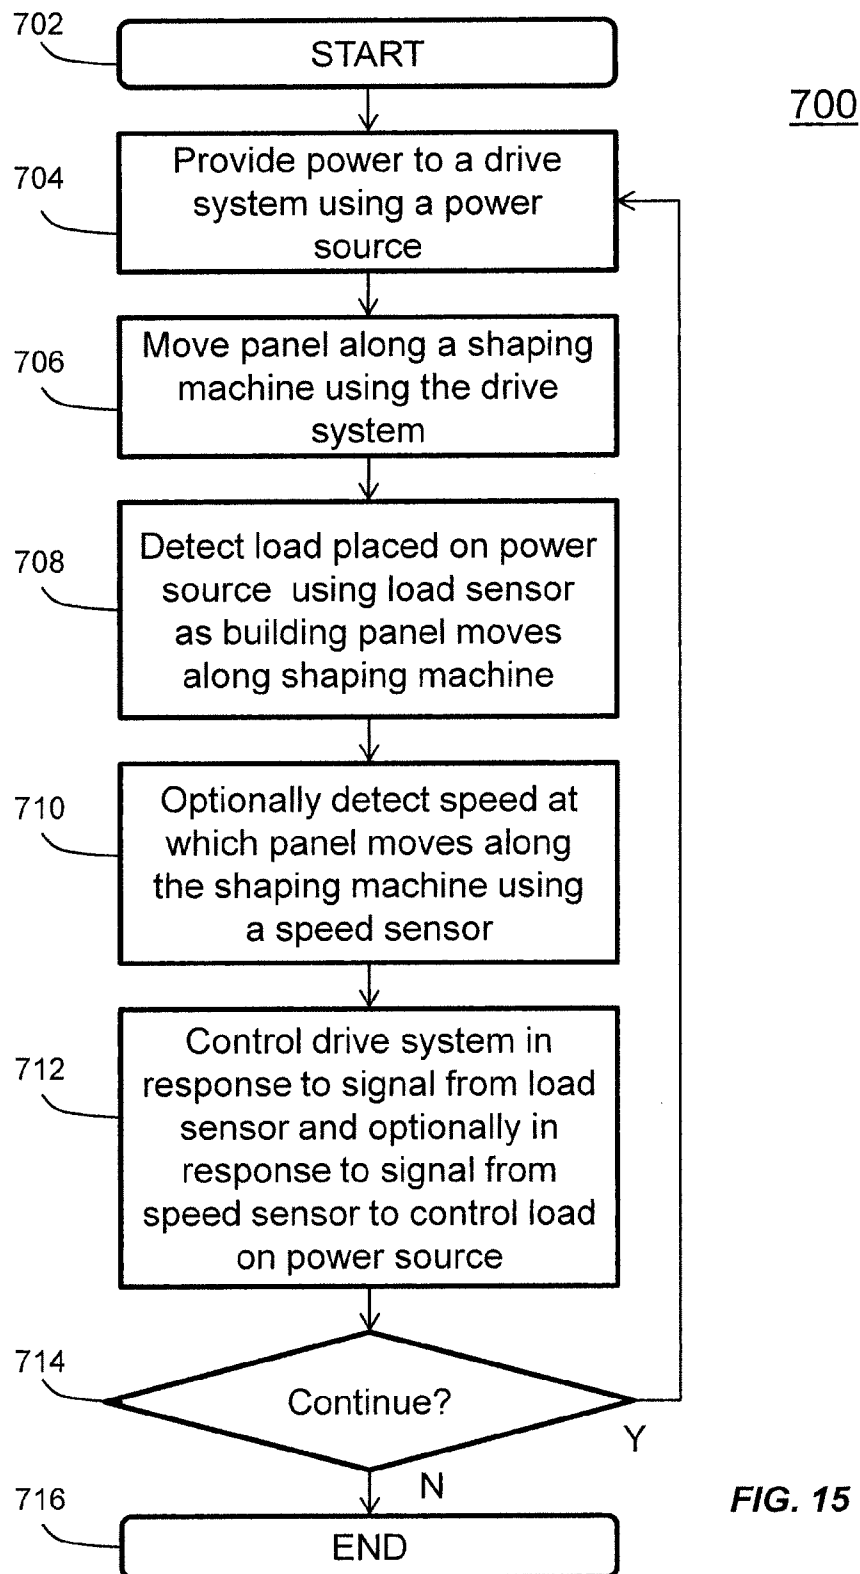 702
START
700
704
Provide power to a drive
system using a power
source
706
Move panel along a shaping
machine using the drive
system
708
Detect load placed on power
source using load sensor
as building panel moves
along shaping machine
710
Optionally detect speed at
which panel moves along
the shaping machine using
a speed sensor
712
Control drive system in
response to signal from load
sensor and optionally in
response to signal from
speed sensor to control load
on power source
714
Continue?
Y
N
716
END
FIG. 15